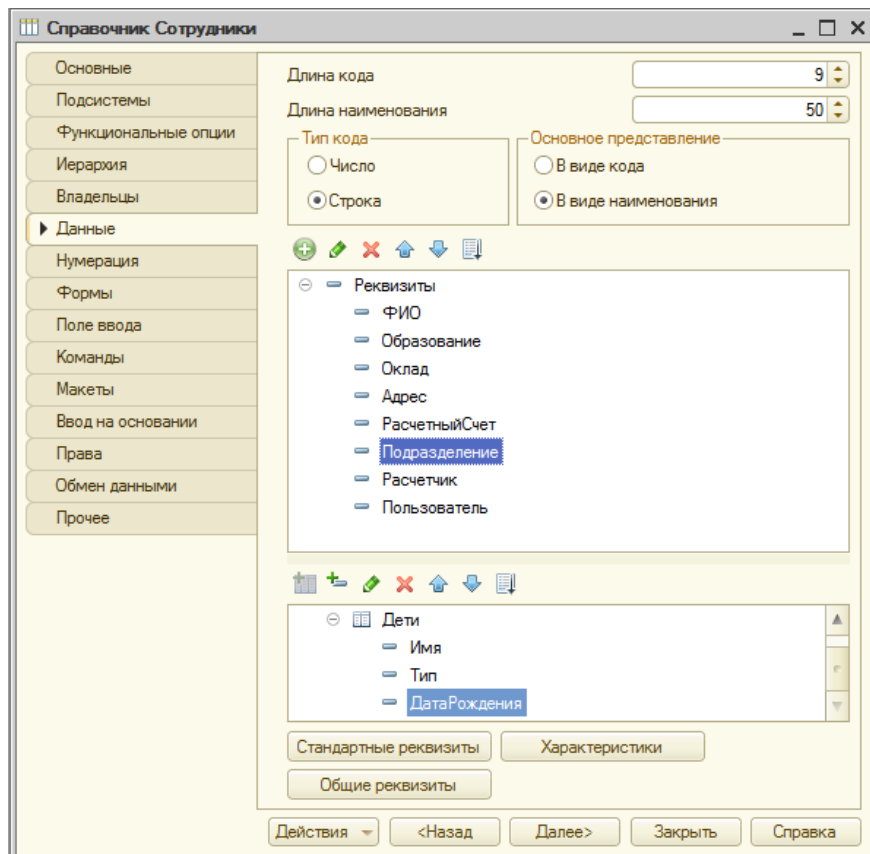 Справочник Сотрудники
Основные
Подсистемы
Функциональные опции
Иерархия
Владельцы
Данные
Нумерация
Формы
Поле ввода
Команды
Макеты
Ввод на основании
Права
Обмен данными
Прочее
Длина кода 9
Длина наименования 50
Тип кода
Число
Строка
Основное представление
В виде кода
В виде наименования
Реквизиты
ФИО
Образование
Оклад
Адрес
РасчетныйСчет
Подразделение
Расчетчик
Пользователь
Дети
Имя
Тип
ДатаРождения
Стандартные реквизиты Характеристики
Общие реквизиты
Действия <Назад Далее> Закрыть Справка